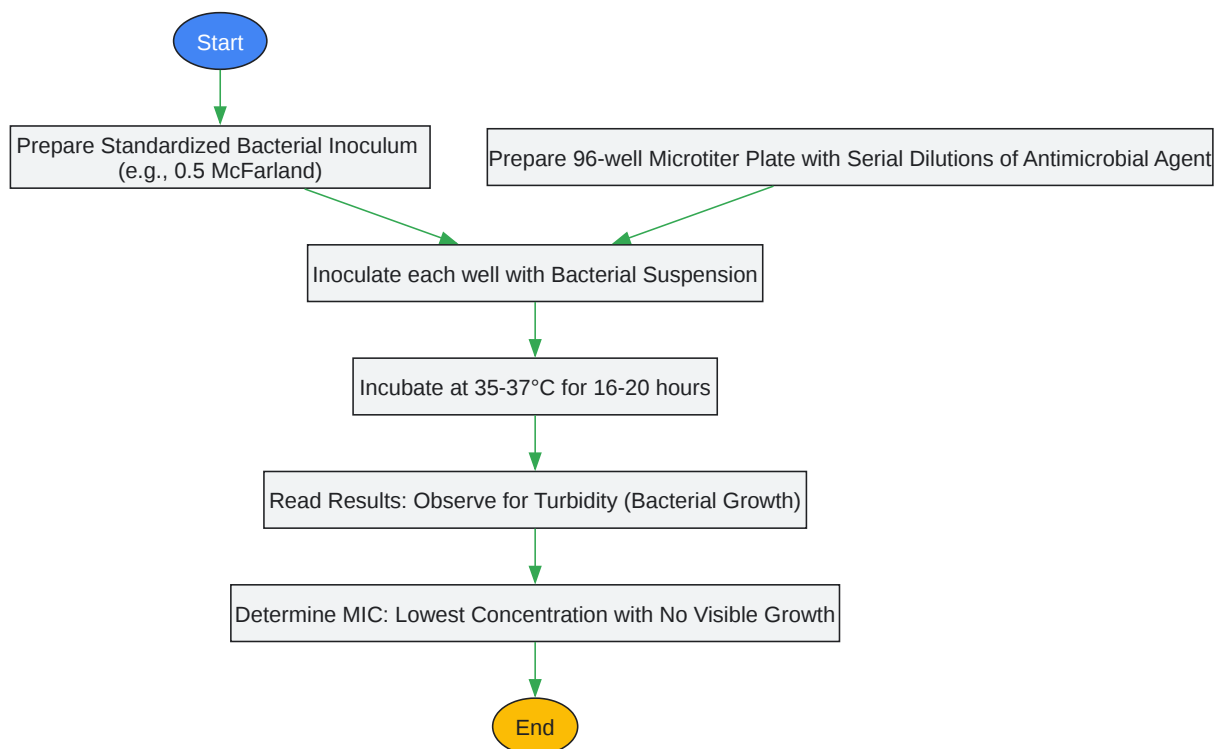 Start
Prepare Standardized Bacterial Inoculum
(e.g., 0.5 McFarland)
Prepare 96-well Microtiter Plate with Serial Dilutions of Antimicrobial Agent
Inoculate each well with Bacterial Suspension
Incubate at 35-37°C for 16-20 hours
Read Results: Observe for Turbidity (Bacterial Growth)
Determine MIC: Lowest Concentration with No Visible Growth
End